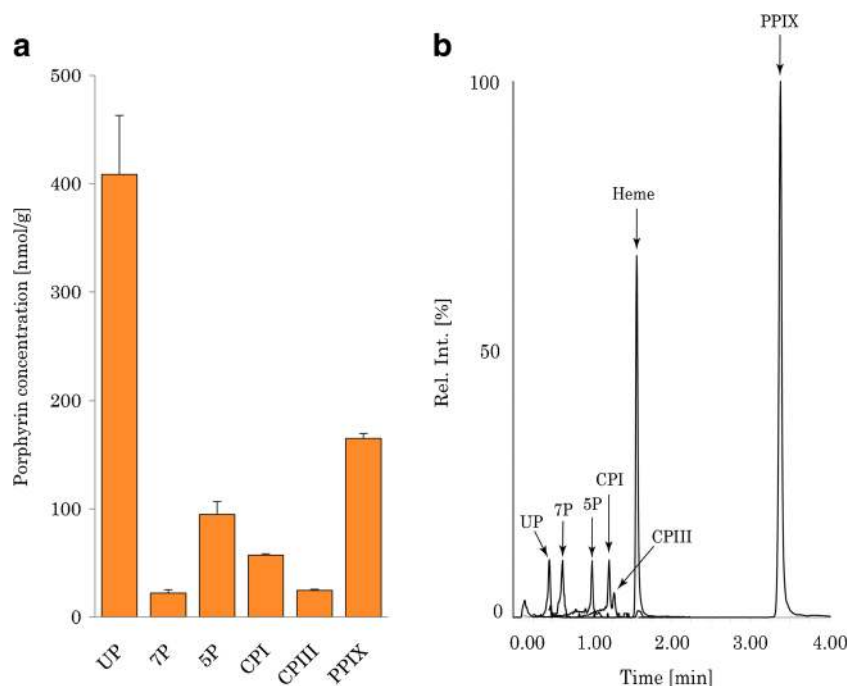 a
Porphyrin concentration [nmol/g]
500
400
300
200
100
0
UP
7P
5P
CPI
CPIII
PPIX
b
PPIX
Rel. Int. [%]
100
50
0
Heme
CPI
5P
7P
UP
CPIII
0.00 1.00 2.00 3.00 4.00
Time [min]